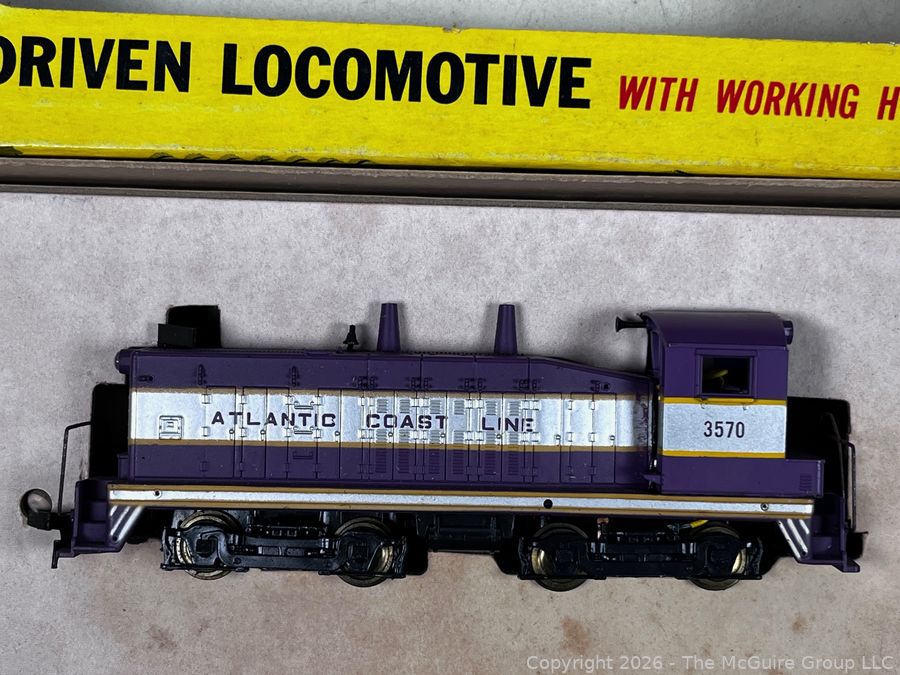 DRIVEN LOCOMOTIVE WITH WORKING H
ATLANTIC COAST LINE
3570
Copyright 2026 - The McGuire Group LLC